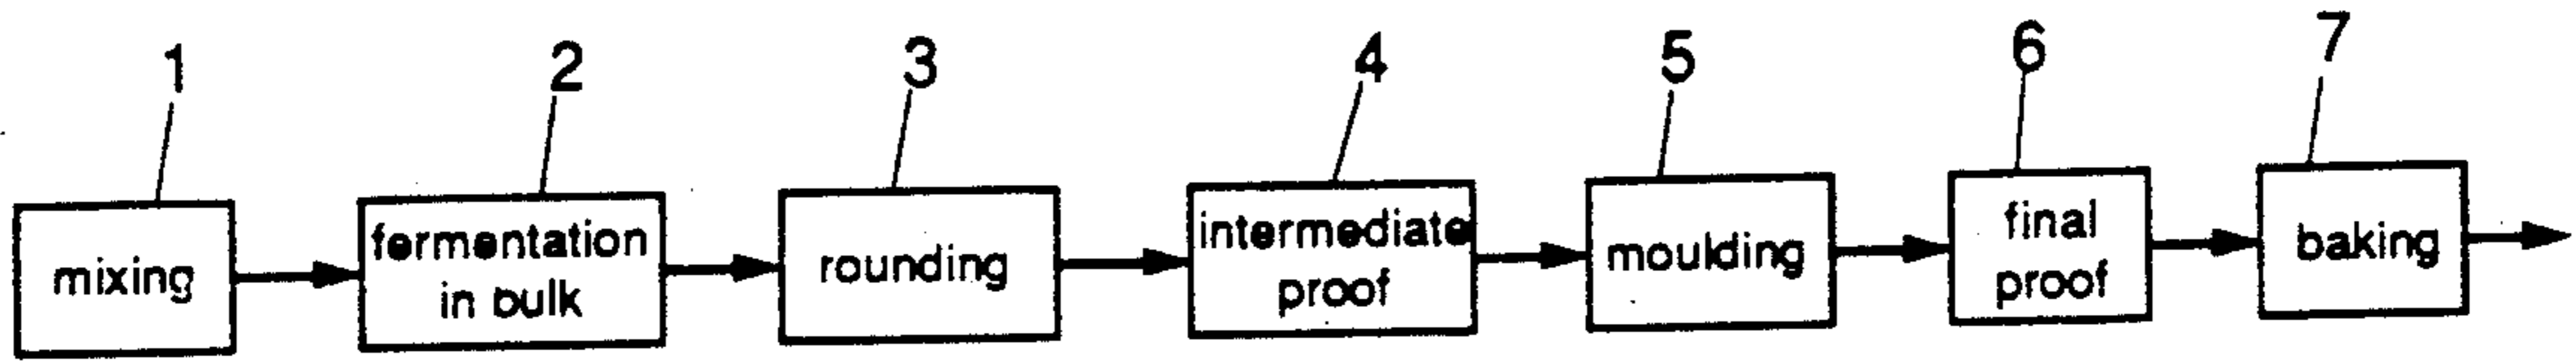 1 2 3 4 5 6 7
mixing
fermentation
in bulk
rounding
intermediate
proof
moulding
final
proof
baking